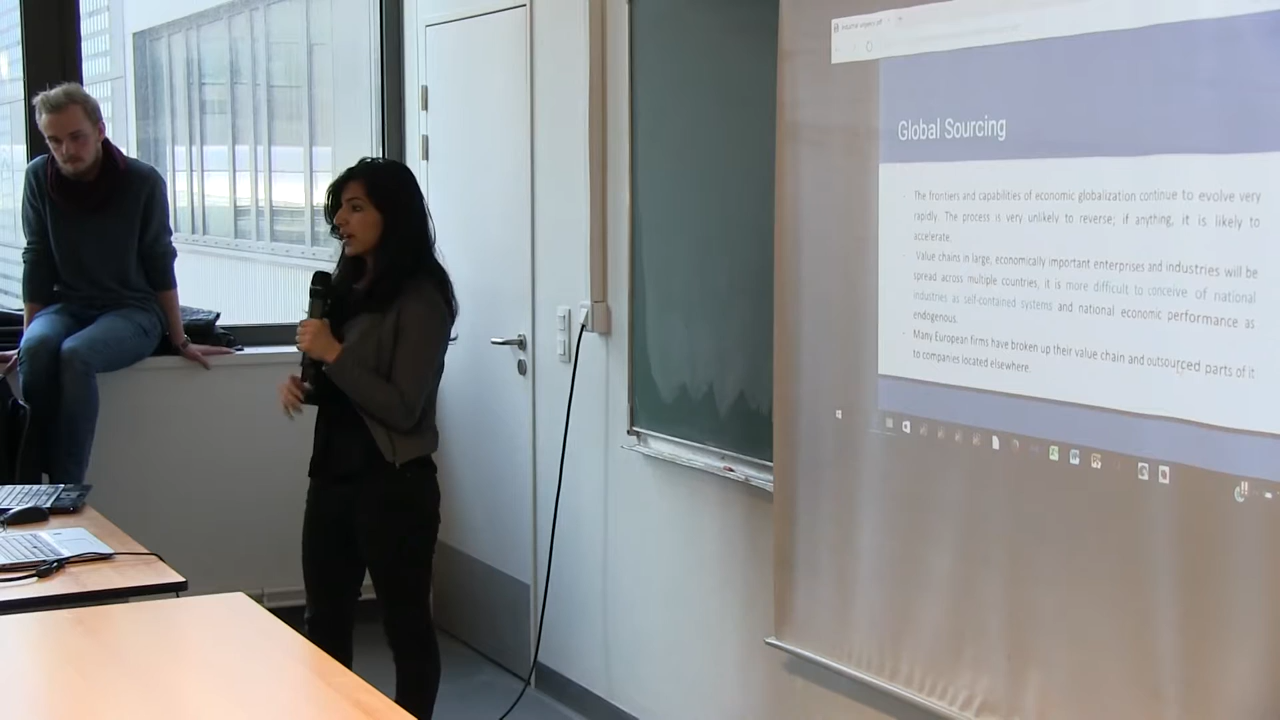 industrial uropeor.pdf
Global Sourcing
The frontiers and capabilities of economic globalization continue to evolve very
rapidly. The process is very unlikely to reverse; if anything, it is likely to
accelerate.
Value chains in large, economically important enterprises and industries will be
spread across multiple countries, it is more difficult to conceive of national
industries as self-contained systems and national economic performance as
endogenous.
Many European firms have broken up their value chain and outsourced parts of it
to companies located elsewhere.